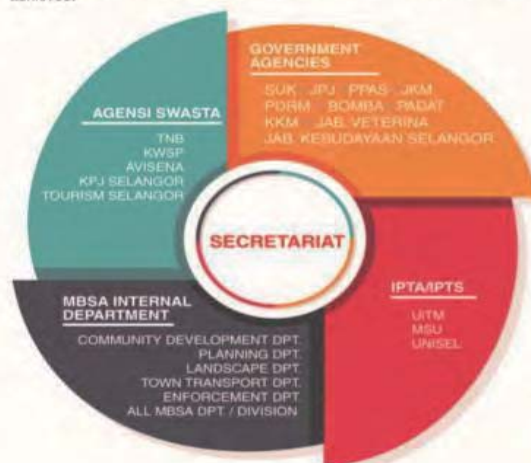 GOVERNMENT
AGENCIES
SUK JPJ PPAS JKM
PDRM BOMBA PADAT
KKM JAB. VETERINA
JAB. KEBUDAYAAN SELANGOR
AGENSI SWASTA
TNB
KWSP
AVISENA
KPJ SELANGOR
TOURISM SELANGOR
SECRETARIAT
IPTA/IPTS
UITM
MSU
UNISEL
MBSA INTERNAL
DEPARTMENT
COMMUNITY DEVELOPMENT DPT.
PLANNING DPT.
LANDSCAPE DPT.
TOWN TRANSPORT DPT.
ENFORCEMENT DPT.
ALL MBSA DPT. / DIVISION